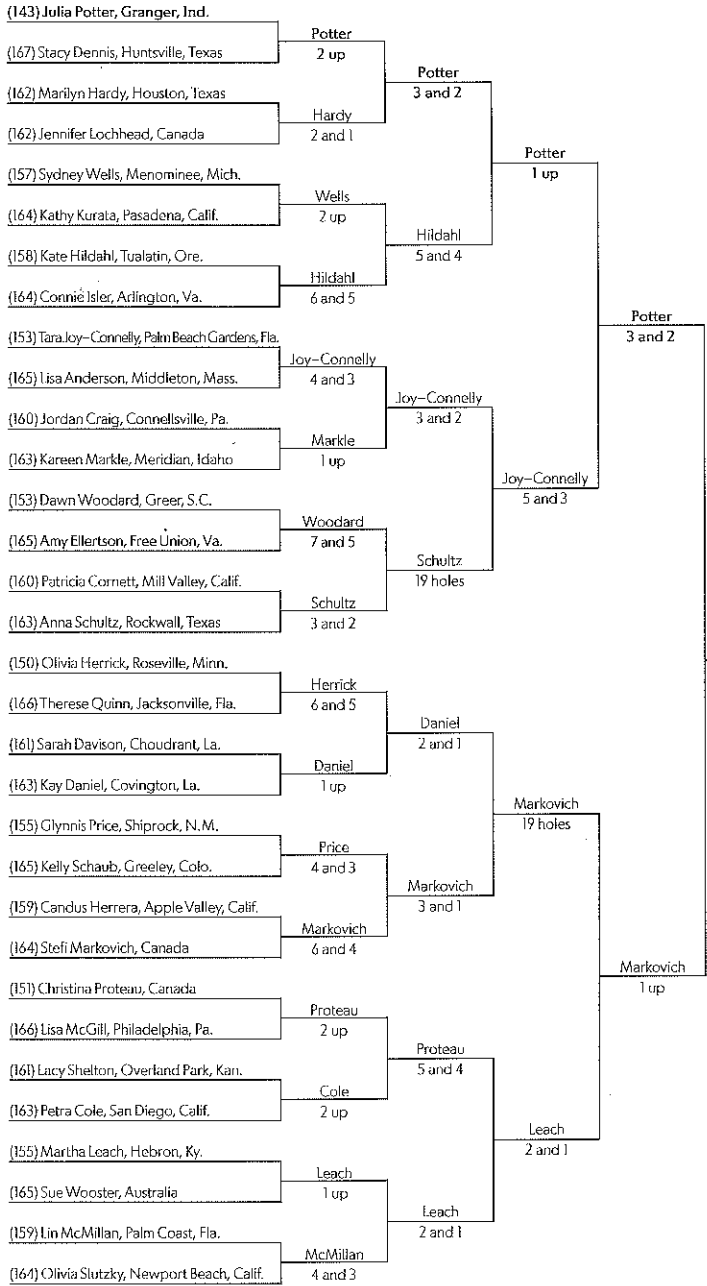 (143) Julia Potter, Granger, Ind.
Potter
(167) Stacy Dennis, Huntsville, Texas
2 up
Potter
(162) Marilyn Hardy, Houston, Texas
3 and 2
Hardy
(162) Jennifer Lochhead, Canada
2 and 1
Potter
(157) Sydney Wells, Menominee, Mich.
1 up
Wells
(164) Kathy Kurata, Pasadena, Calif.
2 up
Hildahl
(158) Kate Hildahl, Tualatin, Ore.
5 and 4
Hildahl
(164) Connie Isler, Arlington, Va.
6 and 5
Potter
(153) Tara Joy-Connelly, Palm Beach Gardens, Fla.
3 and 2
Joy-Connelly
(165) Lisa Anderson, Middleton, Mass.
4 and 3
Joy-Connelly
(160) Jordan Craig, Connellsville, Pa.
3 and 2
Markle
(163) Kareen Markle, Meridian, Idaho
1 up
Joy-Connelly
(153) Dawn Woodard, Greer, S.C.
5 and 3
Woodard
(165) Amy Ellertson, Free Union, Va.
7 and 5
Schultz
(160) Patricia Cornett, Mill Valley, Calif.
19 holes
Schultz
(163) Anna Schultz, Rockwall, Texas
3 and 2
(150) Olivia Herrick, Roseville, Minn.
Herrick
(166) Therese Quinn, Jacksonville, Fla.
6 and 5
Daniel
(161) Sarah Davison, Choudrant, La.
2 and 1
Daniel
(163) Kay Daniel, Covington, La.
1 up
Markovich
(155) Glynnis Price, Shiprock, N.M.
19 holes
Price
(165) Kelly Schaub, Greeley, Colo.
4 and 3
Markovich
(159) Candus Herrera, Apple Valley, Calif.
3 and 1
Markovich
(164) Stefi Markovich, Canada
6 and 4
Markovich
(151) Christina Proteau, Canada
1 up
Proteau
(166) Lisa McGill, Philadelphia, Pa.
2 up
Proteau
(161) Lacy Shelton, Overland Park, Kan.
5 and 4
Cole
(163) Petra Cole, San Diego, Calif.
2 up
Leach
(155) Martha Leach, Hebron, Ky.
2 and 1
Leach
(165) Sue Wooster, Australia
1 up
Leach
(159) Lin McMillan, Palm Coast, Fla.
2 and 1
McMillan
(164) Olivia Slutzky, Newport Beach, Calif.
4 and 3